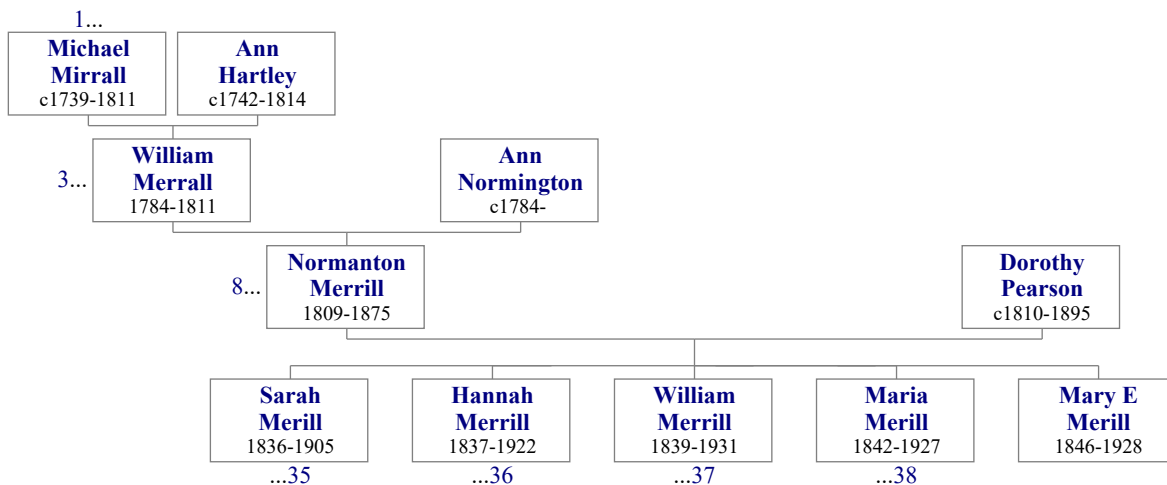 1...
Michael
Mirrall
c1739-1811
Ann
Hartley
c1742-1814
3...
William
Merrall
1784-1811
Ann
Normington
c1784-
8...
Normanton
Merrill
1809-1875
Dorothy
Pearson
c1810-1895
Sarah
Merill
1836-1905
...35
Hannah
Merrill
1837-1922
...36
William
Merrill
1839-1931
...37
Maria
Merill
1842-1927
...38
Mary E
Merill
1846-1928